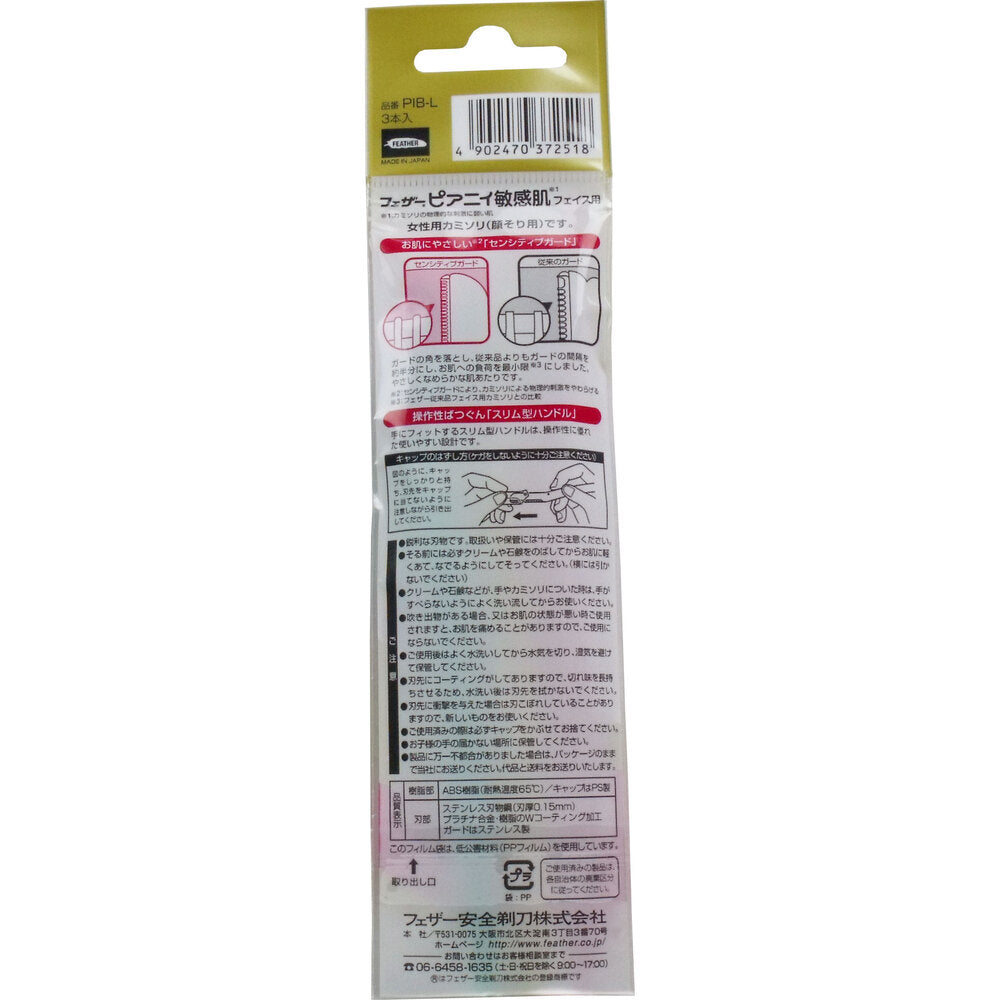 品番 PIB-L
3本入
FEATHER
MADE IN JAPAN
4 902470 372518
フェザー ピアニィ敏感肌※1フェイス用
※1.カミソリの物理的な刺激に弱い肌
女性用カミソリ(顔そり用)です。
お肌にやさしい※2「センシティブガード」
センシティブガード
従来のガード
ガードの角を落とし、従来品よりもガードの間隔を
約半分にし、お肌への負荷を最小限※3にしました。
やさしくなめらかな肌あたりです。
※2:センシティブガードにより、カミソリによる物理的刺激をやわらげる
※3:フェザー従来品フェイス用カミソリとの比較
操作性ばつぐん「スリム型ハンドル」
手にフィットするスリム型ハンドルは、操作性に優れ
た使いやすい設計です。
キャップのはずし方(ケガをしないように十分ご注意ください)
図のように、キャッ
プをしっかりと持
ち、刃先をキャップ
に当てないように
注意しながら引き出
してください。
ご注意
●鋭利な刃物です。取扱いや保管には十分ご注意ください。
●そる前には必ずクリームや石鹸をのばしてからお肌に軽
くあて、なでるようにしてそってください。(横には引か
ないでください)
●クリームや石鹸などが、手やカミソリについた時は、手が
すべらないようによく洗い流してからお使いください。
●吹き出物がある場合、又はお肌の状態が悪い時ご使用
されますと、お肌を痛めることがありますので、ご使用に
ならないでください。
●ご使用後はよく水洗いしてから水気を切り、湿気を避け
て保管してください。
●刃先にコーティングがしてありますので、切れ味を長持
ちさせるため、水洗い後は刃先を拭かないでください。
●刃先に衝撃を与えた場合は刃こぼれしていることがあり
ますので、新しいものをお使いください。
●ご使用済みの際は必ずキャップをかぶせてお捨てください。
●お子様の手の届かない場所に保管してください。
●製品に万一不都合がありました場合は、パッケージのまま
で当社にお送りください。代品と送料をお送りいたします。
品質表示
樹脂部 ABS樹脂(耐熱温度65℃)/キャップはPS製
刃部 ステンレス刃物鋼(刃厚0.15mm)
プラチナ合金・樹脂のWコーティング加工
ガードはステンレス製
このフィルム袋は、低公害材料(PPフィルム)を使用しています。
↑
取り出し口
プラ
袋:PP
ご使用済みの製品は、
各自治体の廃棄区分
に従ってください。
フェザー安全剃刀株式会社
本 社/〒531-0075 大阪市北区大淀南3丁目3番70号
ホームページ http://www.feather.co.jp/
お問い合わせはお客様相談室まで
☎06-6458-1635(土・日・祝日を除く9:00〜17:00)
Ⓡはフェザー安全剃刀株式会社の登録商標です